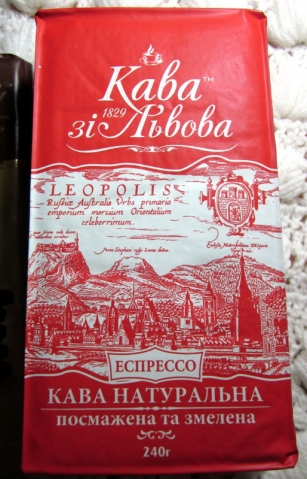 Кава™
1829
зі Львова
LEOPOLIS
Russiæ Australis Urbs primaria
emporium mercium Orientalium
celeberrimum.
ЕСПРЕССО
КАВА НАТУРАЛЬНА
посмажена та змелена
240г